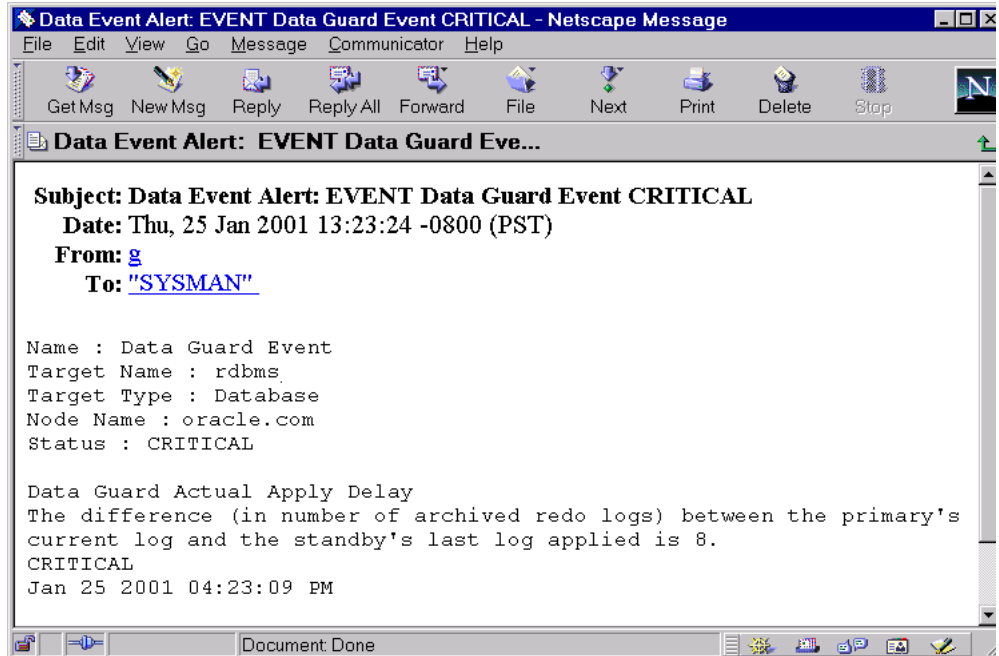 Data Event Alert: EVENT Data Guard Event CRITICAL - Netscape Message
File Edit View Go Message Communicator Help
Get Msg New Msg Reply Reply All Forward File Next Print Delete Stop
N
Data Event Alert: EVENT Data Guard Eve...
Subject: Data Event Alert: EVENT Data Guard Event CRITICAL
Date: Thu, 25 Jan 2001 13:23:24 -0800 (PST)
From: g
To: "SYSMAN"
Name : Data Guard Event
Target Name : rdbms
Target Type : Database
Node Name : oracle.com
Status : CRITICAL
Data Guard Actual Apply Delay
The difference (in number of archived redo logs) between the primary's
current log and the standby's last log applied is 8.
CRITICAL
Jan 25 2001 04:23:09 PM
Document: Done